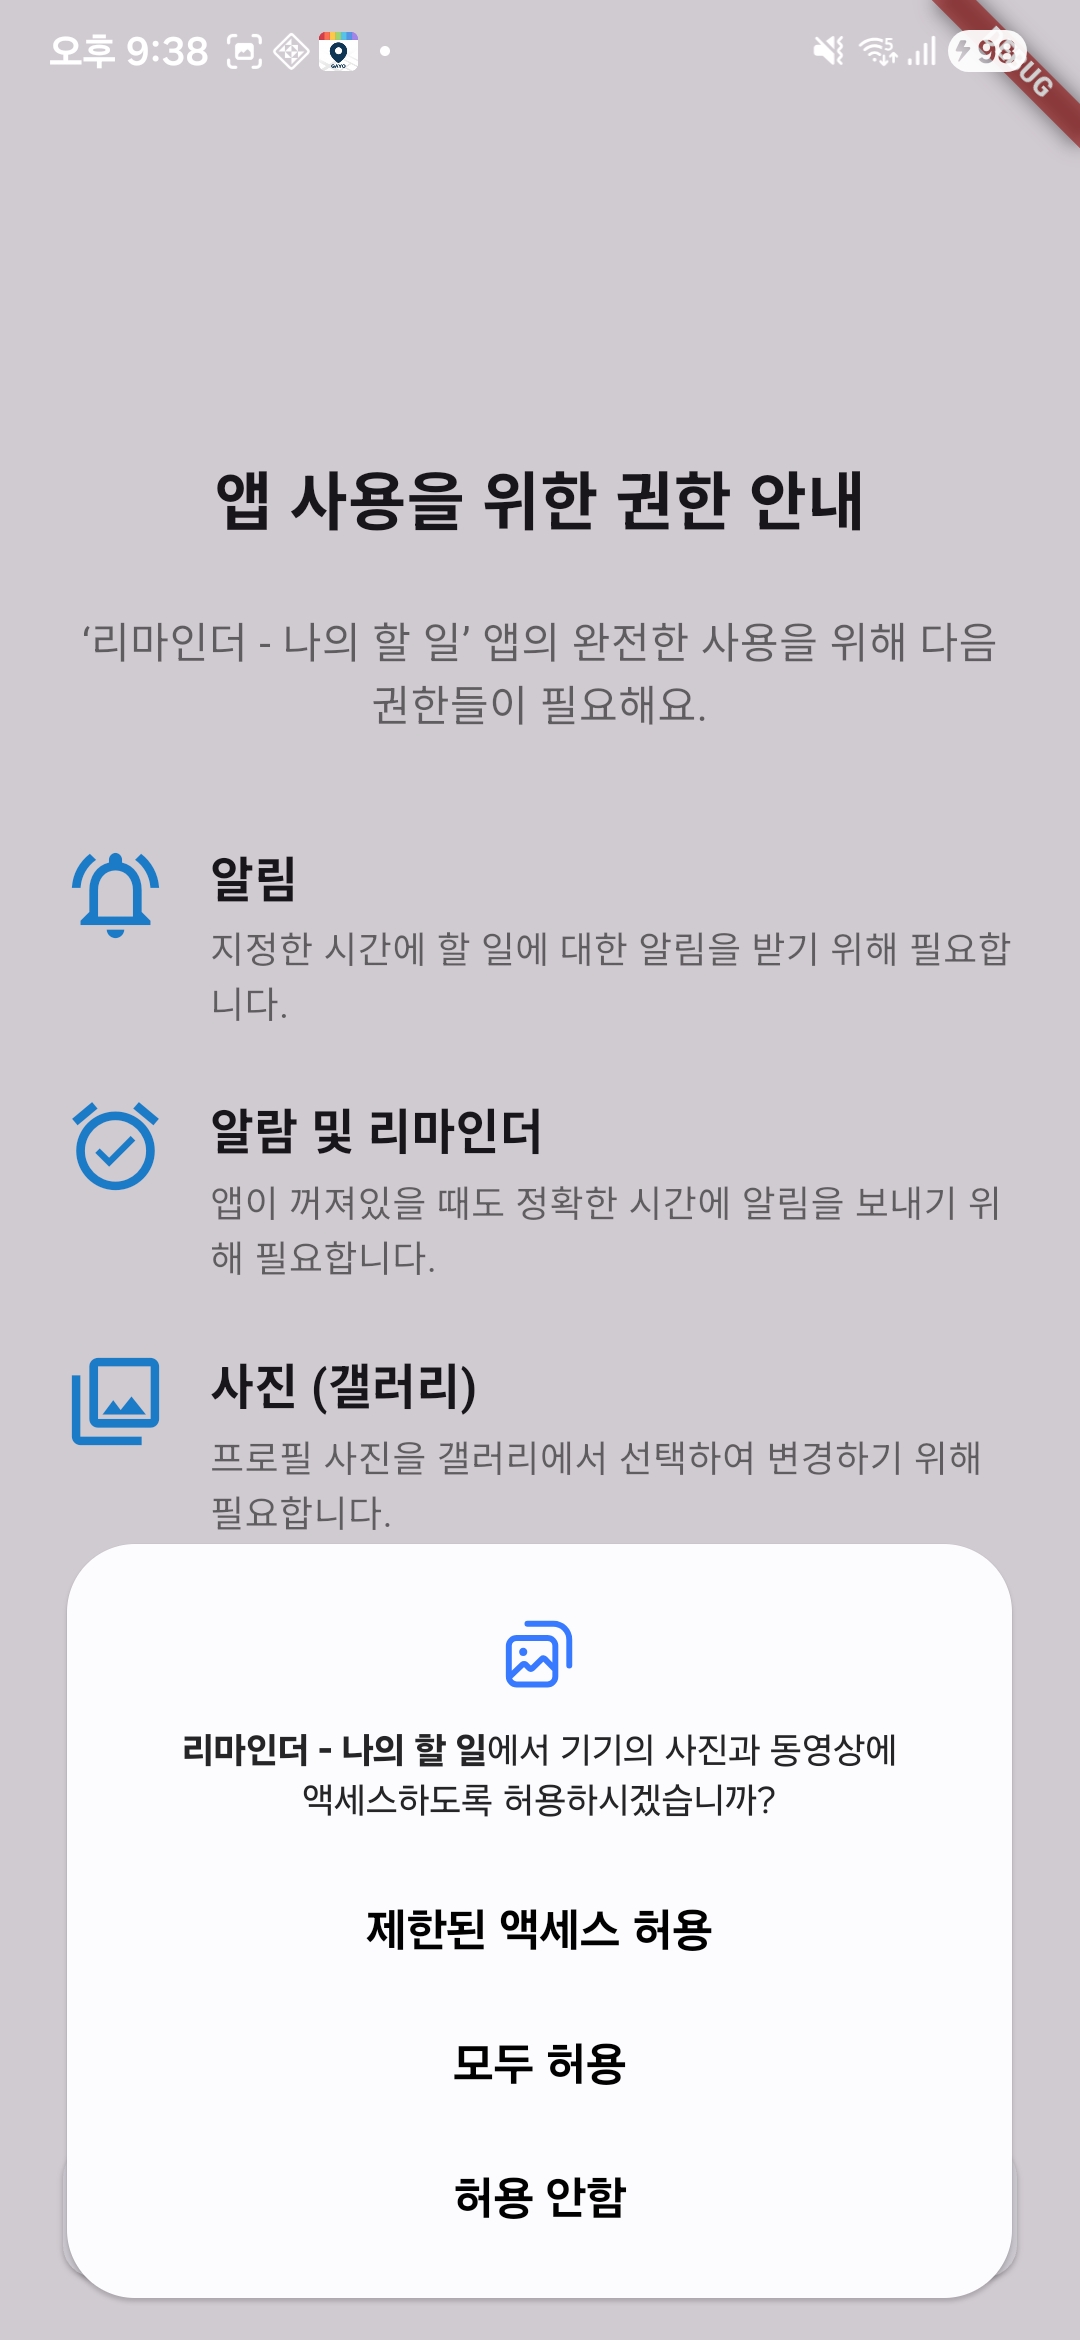 오후 9:38
98
앱 사용을 위한 권한 안내
‘리마인더 - 나의 할 일’ 앱의 완전한 사용을 위해 다음
권한들이 필요해요.
알림
지정한 시간에 할 일에 대한 알림을 받기 위해 필요합
니다.
알람 및 리마인더
앱이 꺼져있을 때도 정확한 시간에 알림을 보내기 위
해 필요합니다.
사진 (갤러리)
프로필 사진을 갤러리에서 선택하여 변경하기 위해
필요합니다.
리마인더 - 나의 할 일에서 기기의 사진과 동영상에
액세스하도록 허용하시겠습니까?
제한된 액세스 허용
모두 허용
허용 안함